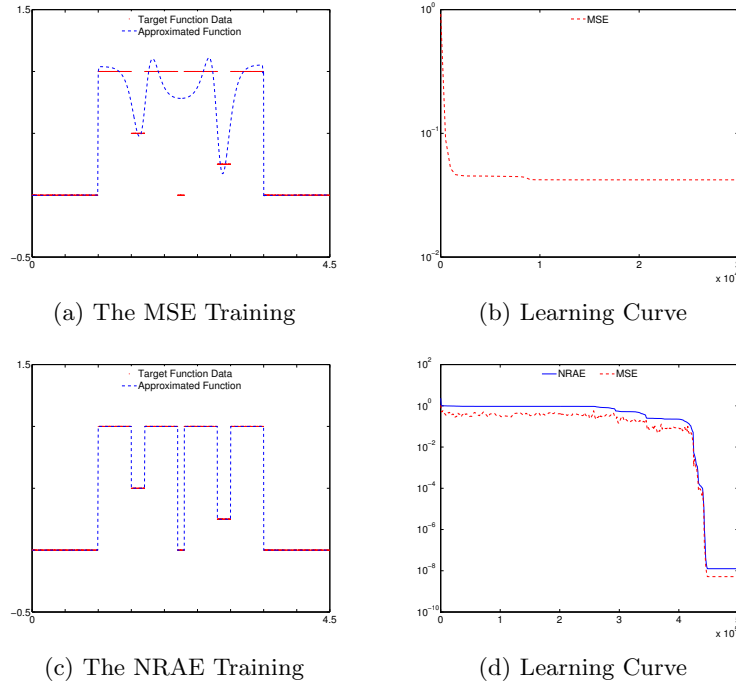 1.5
Target Function Data
Approximated Function
−0.5
0
4.5
(a) The MSE Training
10^0
MSE
10^−1
10^−2
0
1
2
(b) Learning Curve
1.5
Target Function Data
Approximated Function
−0.5
0
4.5
(c) The NRAE Training
10^2
NRAE
MSE
10^0
10^−2
10^−4
10^−6
10^−8
10^−10
0
1
2
3
4
(d) Learning Curve